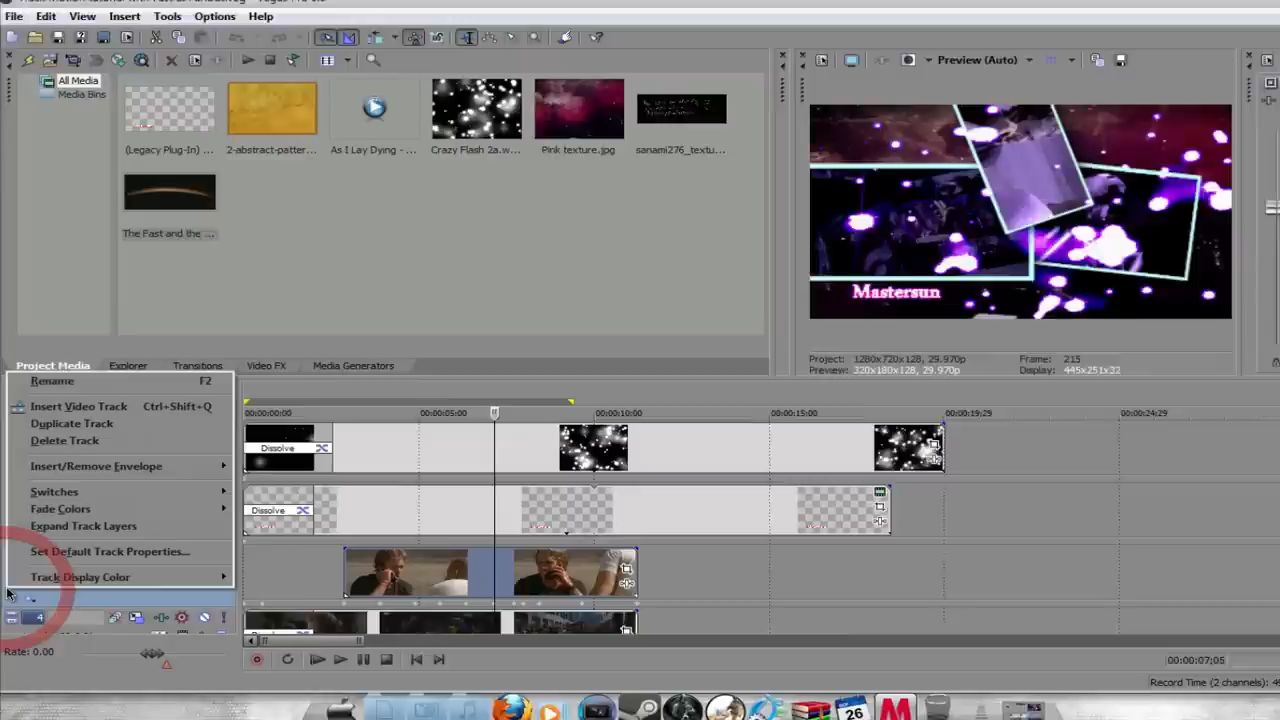 File Edit View Insert Tools Options Help
Preview (Auto)
All Media
Media Bins
(Legacy Plug-In) ...
2-abstract-patter...
As I Lay Dying - ...
Crazy Flash 2a.w...
Pink texture.jpg
sanami276_textu...
The Fast and the ...
Mastersun
Project: 1280x720x128, 29.970p
Frame: 215
Preview: 320x180x128, 29.970p
Display: 445x251x32
Project Media Explorer Transitions Video FX Media Generators
Rename F2
Insert Video Track Ctrl+Shift+Q
Duplicate Track
Delete Track
Insert/Remove Envelope
Switches
Fade Colors
Expand Track Layers
Set Default Track Properties...
Track Display Color
00:00:00:00 00:00:05:00 00:00:10:00 00:00:15:00 00:00:19:29 00:00:24:29
Dissolve
Dissolve
4
Rate: 0.00
00:00:07;05
Record Time (2 channels):
26